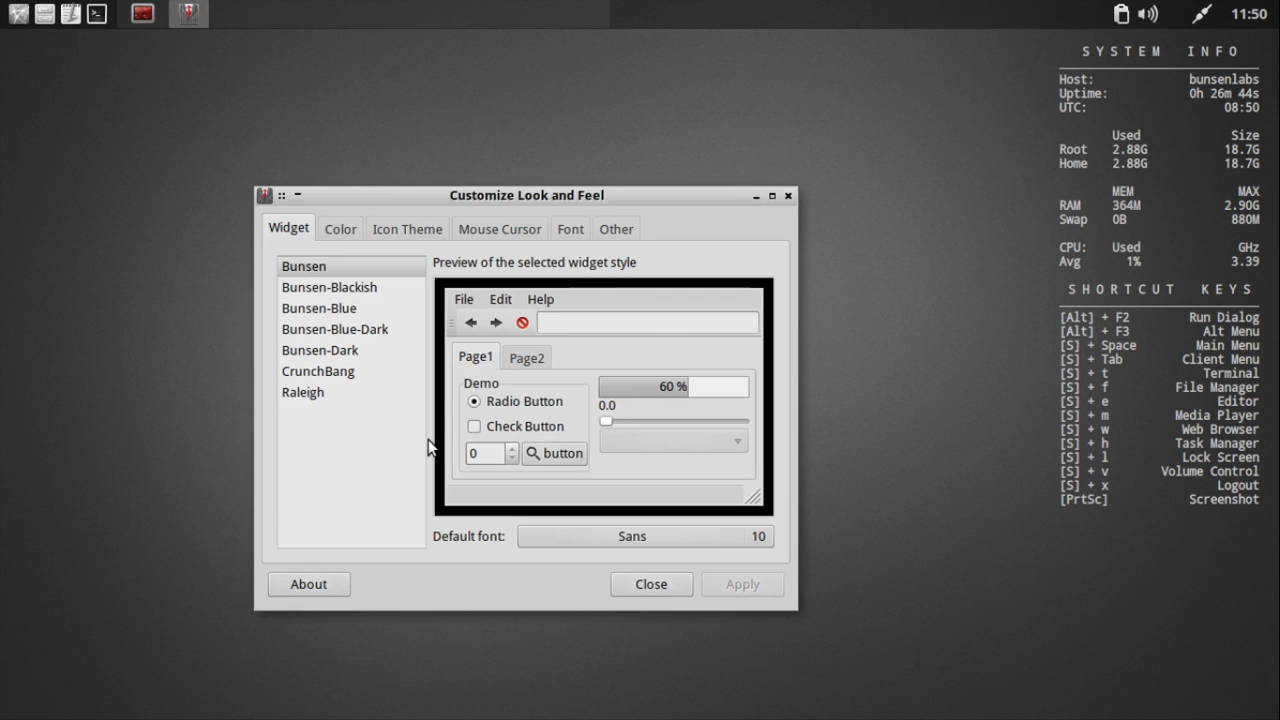 11:50
SYSTEM INFO
Host: bunsenlabs
Uptime: 0h 26m 44s
UTC: 08:50
Used Size
Root 2.88G 18.7G
Home 2.88G 18.7G
MEM MAX
RAM 364M 2.90G
Swap 0B 880M
CPU: Used GHz
Avg 1% 3.39
SHORTCUT KEYS
[Alt] + F2 Run Dialog
[Alt] + F3 Alt Menu
[S] + Space Main Menu
[S] + Tab Client Menu
[S] + t Terminal
[S] + f File Manager
[S] + e Editor
[S] + m Media Player
[S] + w Web Browser
[S] + h Task Manager
[S] + l Lock Screen
[S] + v Volume Control
[S] + x Logout
[PrtSc] Screenshot
Customize Look and Feel
Widget Color Icon Theme Mouse Cursor Font Other
Bunsen
Bunsen-Blackish
Bunsen-Blue
Bunsen-Blue-Dark
Bunsen-Dark
CrunchBang
Raleigh
Preview of the selected widget style
File Edit Help
Page1 Page2
Demo
Radio Button
Check Button
0 button
60 %
0.0
Default font: Sans 10
About Close Apply